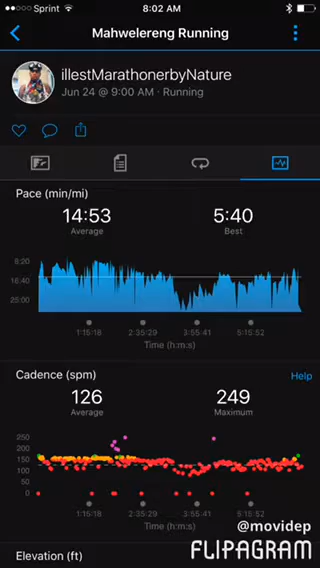 Sprint 8:02 AM
Mahwelereng Running
illestMarathonerbyNature
Jun 24 @ 9:00 AM · Running
Pace (min/mi)
14:53 5:40
Average Best
8:20
16:40
25:00
1:15:18 2:35:29 3:55:41 5:15:52
Time (h:m:s)
Cadence (spm) Help
126 249
Average Maximum
250
200
150
100
50
0
1:15:18 2:35:29 3:55:41 5:15:52
Time (h:m:s)
@movidep
FLIPAGRAM
Elevation (ft)